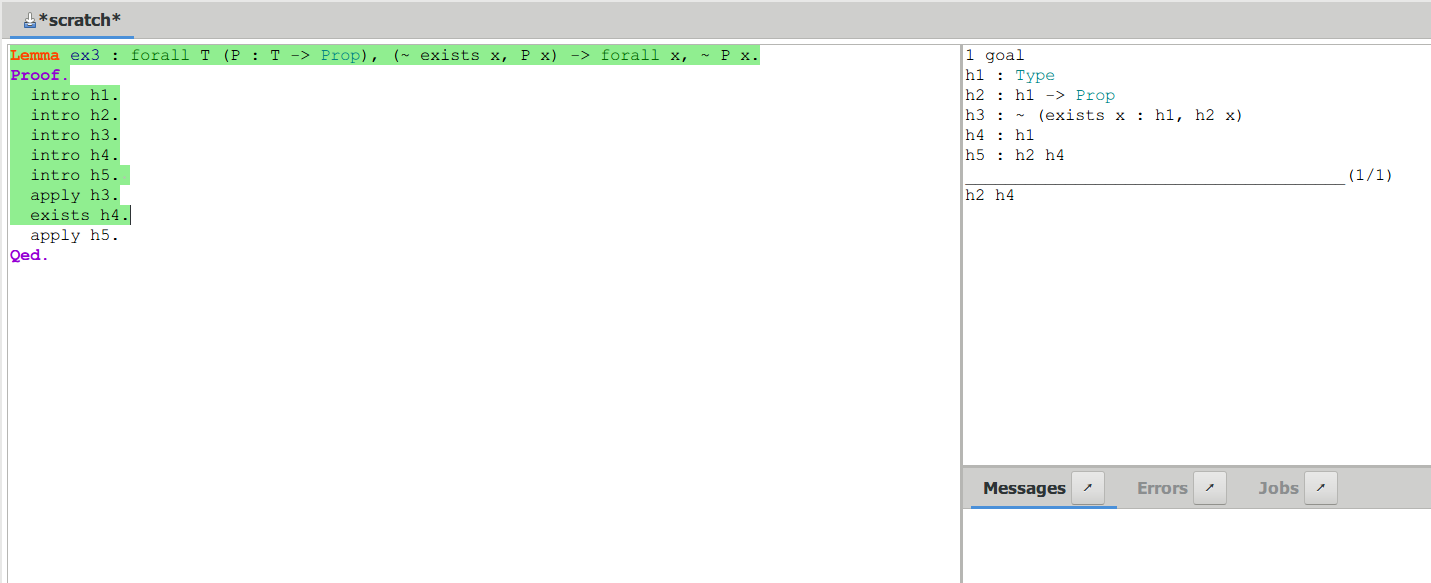 *scratch*
Lemma ex3 : forall T (P : T -> Prop), (~ exists x, P x) -> forall x, ~ P x.
Proof.
intro h1.
intro h2.
intro h3.
intro h4.
intro h5.
apply h3.
exists h4.
apply h5.
Qed.
1 goal
h1 : Type
h2 : h1 -> Prop
h3 : ~ (exists x : h1, h2 x)
h4 : h1
h5 : h2 h4
______________________________________(1/1)
h2 h4
Messages
Errors
Jobs